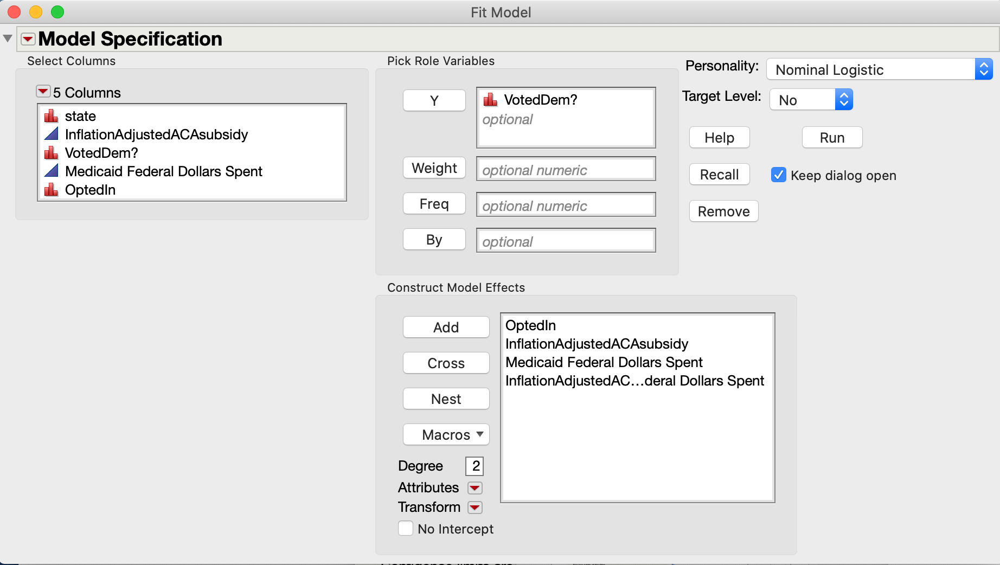 Fit Model
Model Specification
Select Columns
5 Columns
state
InflationAdjustedACAsubsidy
VotedDem?
Medicaid Federal Dollars Spent
OptedIn
Pick Role Variables
Y
VotedDem?
optional
Weight
optional numeric
Freq
optional numeric
By
optional
Personality:
Nominal Logistic
Target Level:
No
Help
Run
Recall
Keep dialog open
Remove
Construct Model Effects
Add
Cross
Nest
Macros
OptedIn
InflationAdjustedACAsubsidy
Medicaid Federal Dollars Spent
InflationAdjustedAC...deral Dollars Spent
Degree 2
Attributes
Transform
No Intercept